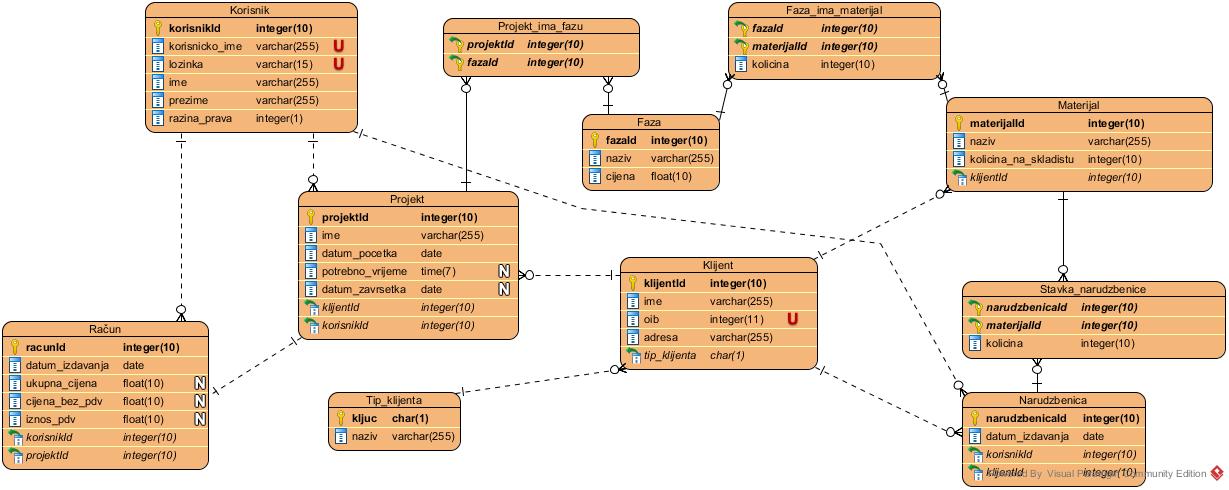 Korisnik
korisnikId integer(10)
korisnicko_ime varchar(255) U
lozinka varchar(15) U
ime varchar(255)
prezime varchar(255)
razina_prava integer(1)
Projekt_ima_fazu
projektId integer(10)
fazaId integer(10)
Faza_ima_materijal
fazaId integer(10)
materijalId integer(10)
kolicina integer(10)
Faza
fazaId integer(10)
naziv varchar(255)
cijena float(10)
Materijal
materijalId integer(10)
naziv varchar(255)
kolicina_na_skladistu integer(10)
klijentId integer(10)
Projekt
projektId integer(10)
ime varchar(255)
datum_pocetka date
potrebno_vrijeme time(7) N
datum_zavrsetka date N
klijentId integer(10)
korisnikId integer(10)
Klijent
klijentId integer(10)
ime varchar(255)
oib integer(11) U
adresa varchar(255)
tip_klijenta char(1)
Stavka_narudzbenice
narudzbenicaId integer(10)
materijalId integer(10)
kolicina integer(10)
Račun
racunId integer(10)
datum_izdavanja date
ukupna_cijena float(10) N
cijena_bez_pdv float(10) N
iznos_pdv float(10) N
korisnikId integer(10)
projektId integer(10)
Tip_klijenta
kljuc char(1)
naziv varchar(255)
Narudzbenica
narudzbenicaId integer(10)
datum_izdavanja date
korisnikId integer(10)
klijentId integer(10)
Powered By Visual Paradigm Community Edition